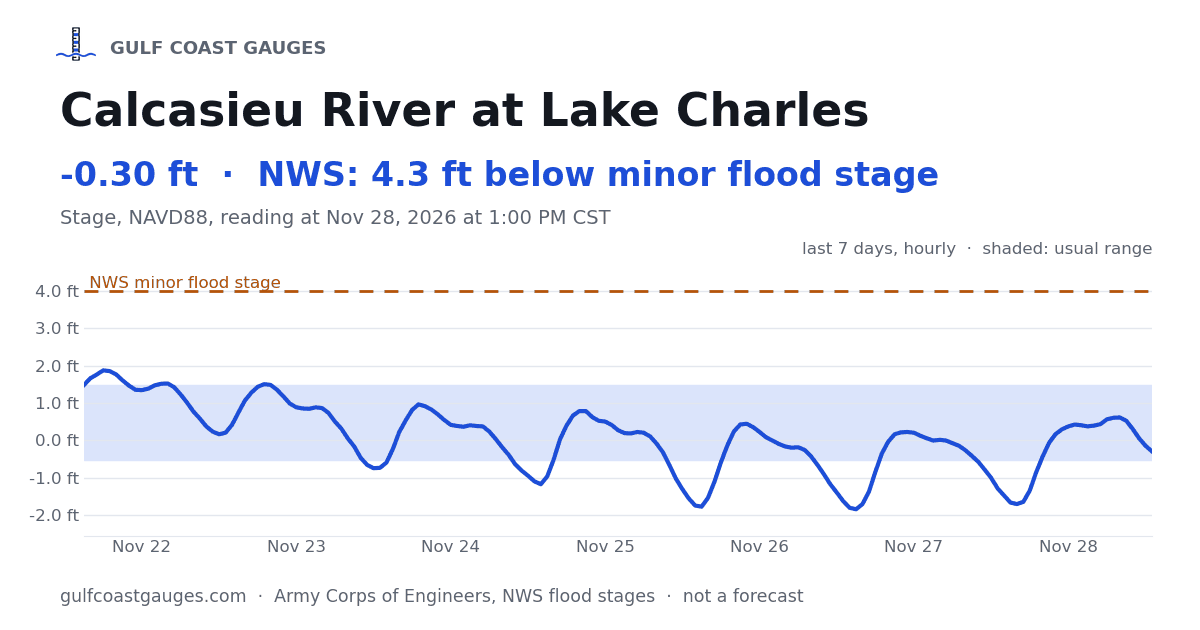 GULF COAST GAUGES
Calcasieu River at Lake Charles
-0.30 ft · NWS: 4.3 ft below minor flood stage
Stage, NAVD88, reading at Nov 28, 2026 at 1:00 PM CST
last 7 days, hourly · shaded: usual range
NWS minor flood stage
4.0 ft
3.0 ft
2.0 ft
1.0 ft
0.0 ft
-1.0 ft
-2.0 ft
Nov 22 Nov 23 Nov 24 Nov 25 Nov 26 Nov 27 Nov 28
gulfcoastgauges.com · Army Corps of Engineers, NWS flood stages · not a forecast